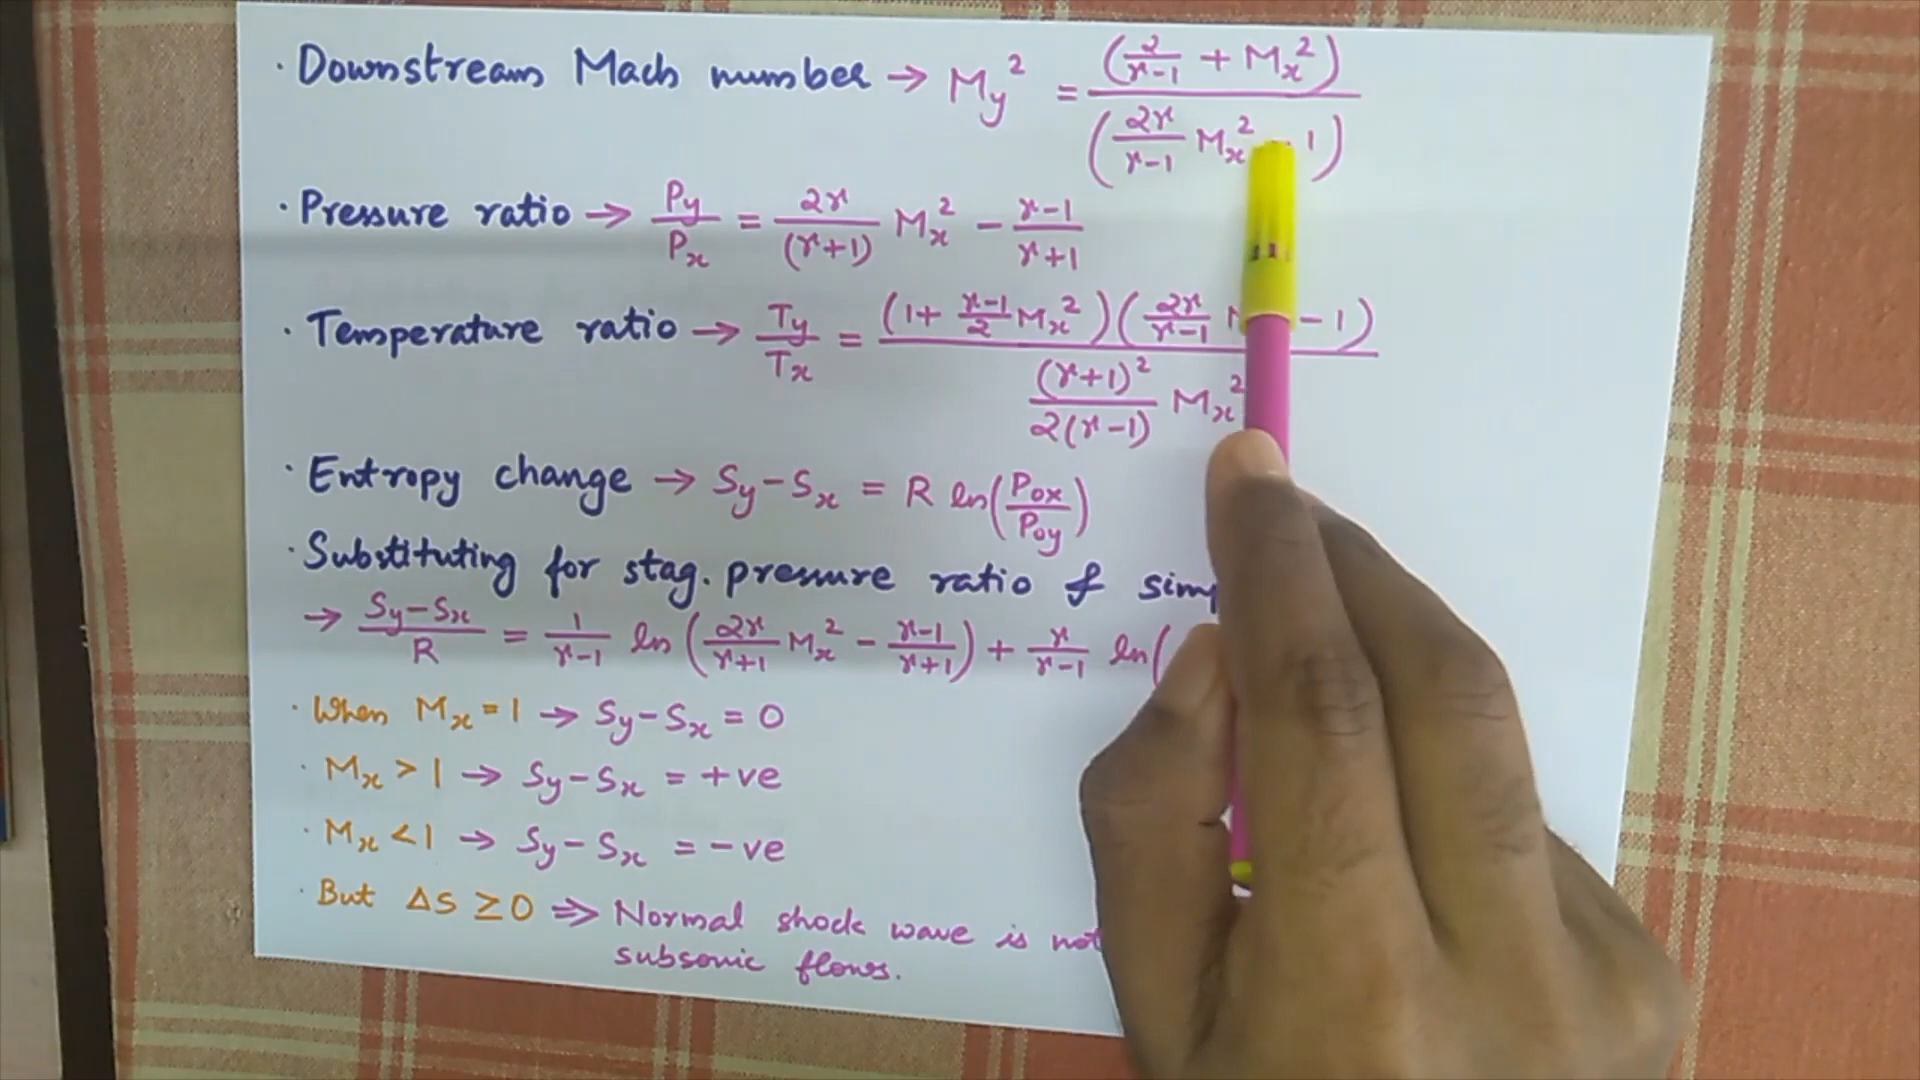 · Downstream Mach number → My² = (2/(γ-1) + Mx²) / (2γ/(γ-1) Mx² - 1)
· Pressure ratio → Py/Px = 2γ/(γ+1) Mx² - (γ-1)/(γ+1)
· Temperature ratio → Ty/Tx = (1 + (γ-1)/2 Mx²)(2γ/(γ-1) M - 1) / ((γ+1)²/(2(γ-1)) Mx²)
· Entropy change → Sy-Sx = R ln(Pox/Poy)
· Substituting for stag. pressure ratio &
→ (Sy-Sx)/R = 1/(γ-1) ln(2γ/(γ+1) Mx² - (γ-1)/(γ+1)) + γ/(γ-1) ln(
· When Mx = 1 → Sy-Sx = 0
· Mx > 1 → Sy-Sx = +ve
· Mx < 1 → Sy-Sx = -ve
· But ΔS ≥ 0 ⇒ Normal shock wave is not
subsonic flows.